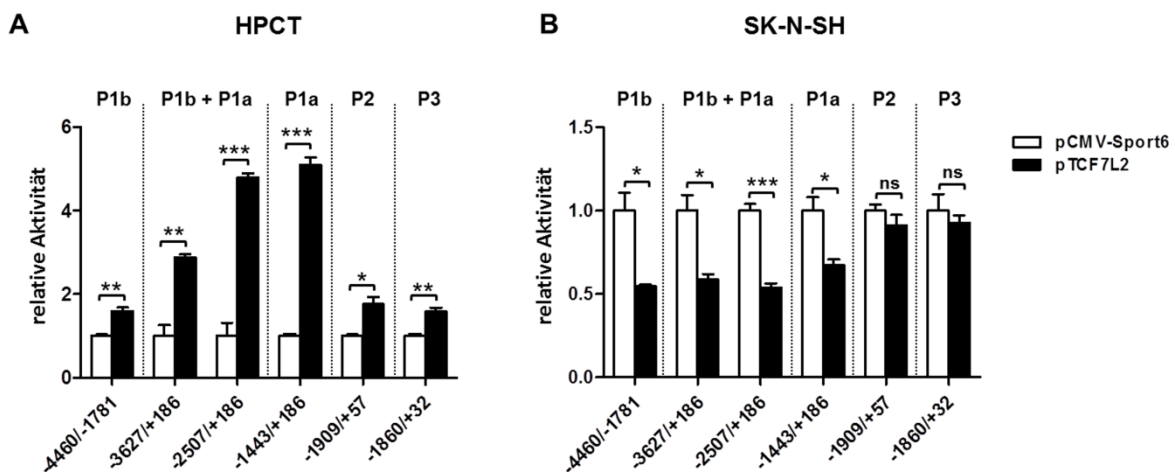 A HPCT
P1b P1b + P1a P1a P2 P3
relative Aktivität
6
4
2
0
** ** *** *** * **
-4460/-1781 -3627/+186 -2507/+186 -1443/+186 -1909/+57 -1860/+32
B SK-N-SH
P1b P1b + P1a P1a P2 P3
relative Aktivität
1.5
1.0
0.5
0.0
* * *** * ns ns
-4460/-1781 -3627/+186 -2507/+186 -1443/+186 -1909/+57 -1860/+32
pCMV-Sport6
pTCF7L2